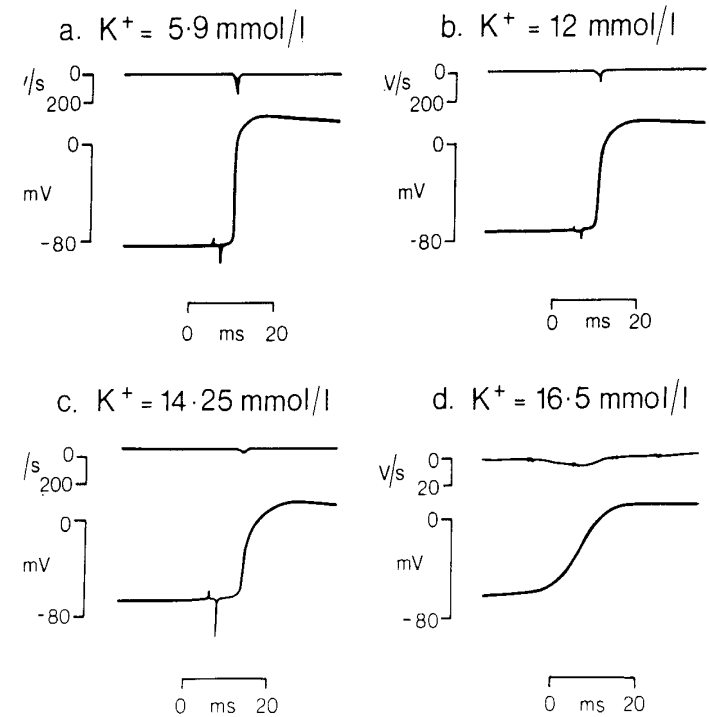 a. K+ = 5·9 mmol/l
/s
0
200
0
mV
-80
0 ms 20
b. K+ = 12 mmol/l
V/s
0
200
0
mV
-80
0 ms 20
c. K+ = 14·25 mmol/l
/s
0
200
0
mV
-80
0 ms 20
d. K+ = 16·5 mmol/l
V/s
0
20
0
mV
-80
0 ms 20